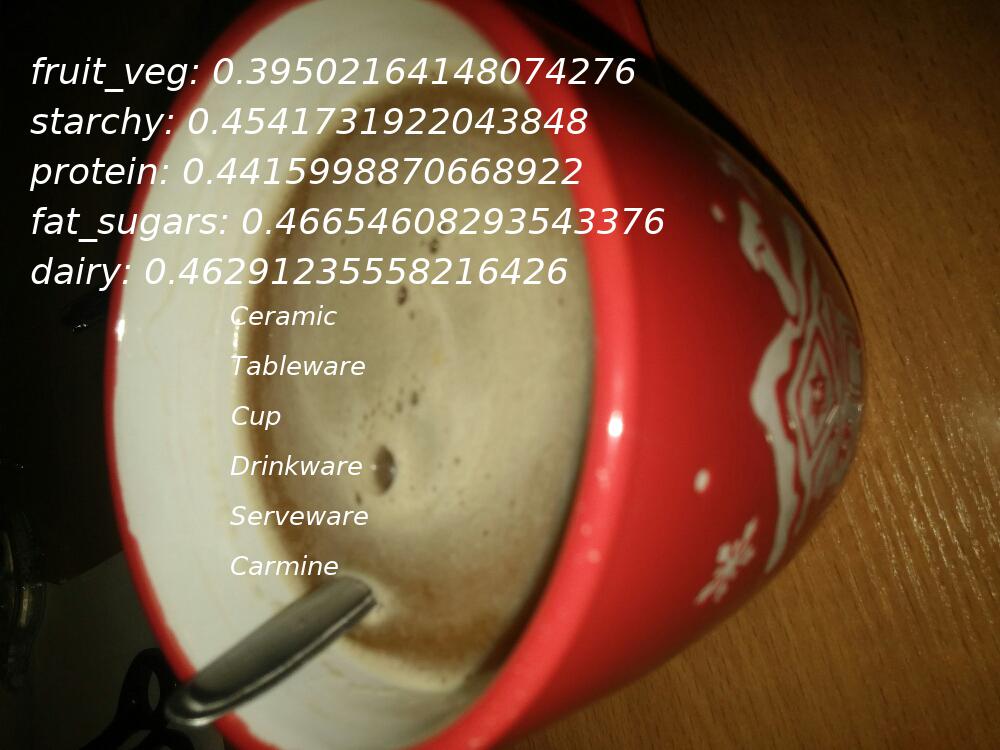 fruit_veg: 0.39502164148074276
starchy: 0.4541731922043848
protein: 0.4415998870668922
fat_sugars: 0.46654608293543376
dairy: 0.46291235558216426
Ceramic
Tableware
Cup
Drinkware
Serveware
Carmine